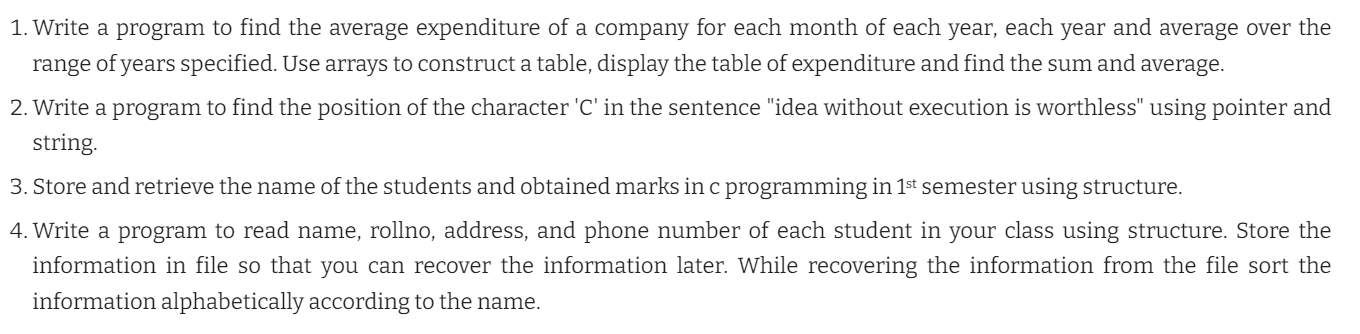 1. Write a program to find the average expenditure of a company for each month of each year, each year and average over the
range of years specified. Use arrays to construct a table, display the table of expenditure and find the sum and average.
2. Write a program to find the position of the character 'C' in the sentence "idea without execution is worthless" using pointer and
string.
3. Store and retrieve the name of the students and obtained marks in c programming in 1st semester using structure.
4. Write a program to read name, rollno, address, and phone number of each student in your class using structure. Store the
information in file so that you can recover the information later. While recovering the information from the file sort the
information alphabetically according to the name.